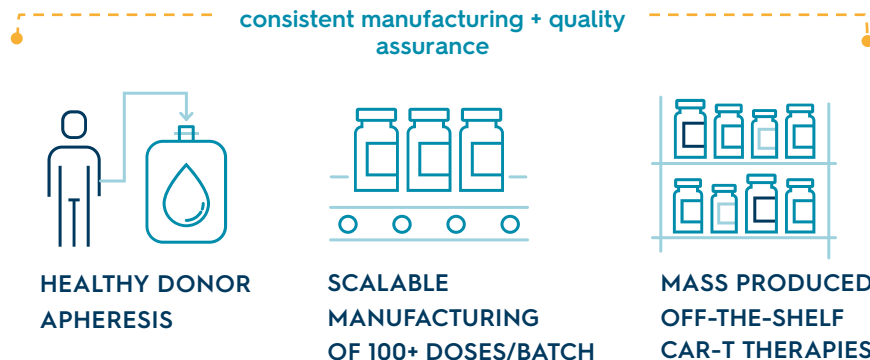 consistent manufacturing + quality
assurance
HEALTHY DONOR
APHERESIS
SCALABLE
MANUFACTURING
OF 100+ DOSES/BATCH
MASS PRODUCED
OFF-THE-SHELF
CAR-T THERAPIES